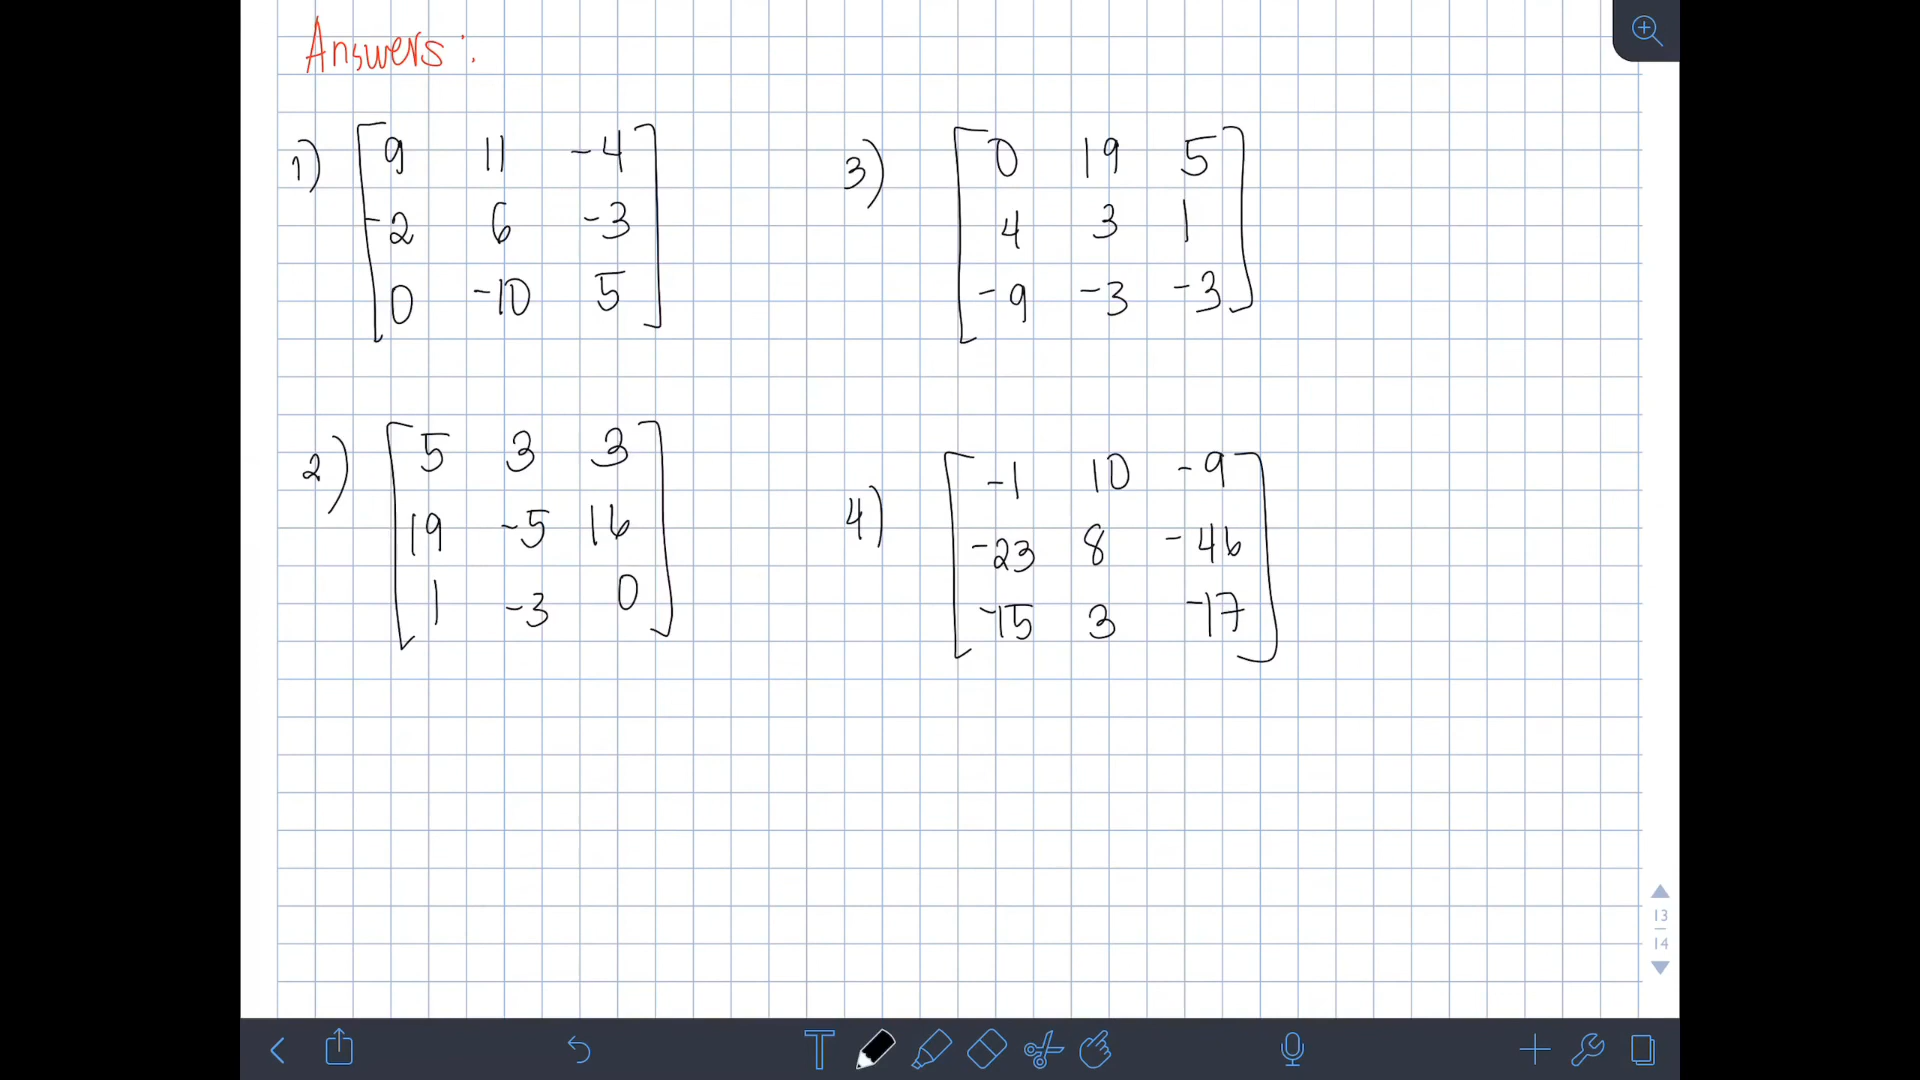 Answers:
1) 9 11 -4
-2 6 -3
0 -10 5
2) 5 3 3
19 -5 16
1 -3 0
3) 0 19 5
4 3 1
-9 -3 -3
4) -1 10 -9
-23 8 -46
-15 3 -17
13
14
T